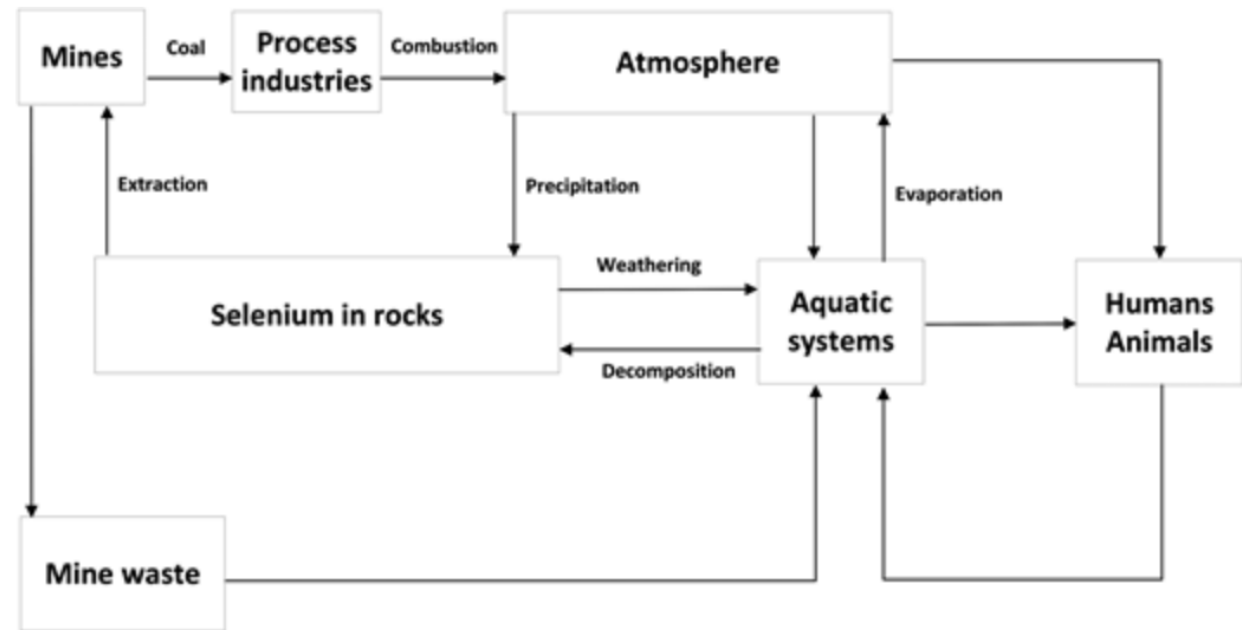 Mines
Coal
Process
industries
Combustion
Atmosphere
Extraction
Precipitation
Evaporation
Selenium in rocks
Weathering
Decomposition
Aquatic
systems
Humans
Animals
Mine waste